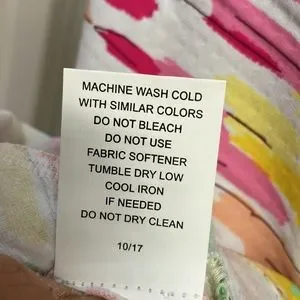 MACHINE WASH COLD
WITH SIMILAR COLORS
DO NOT BLEACH
DO NOT USE
FABRIC SOFTENER
TUMBLE DRY LOW
COOL IRON
IF NEEDED
DO NOT DRY CLEAN
10/17